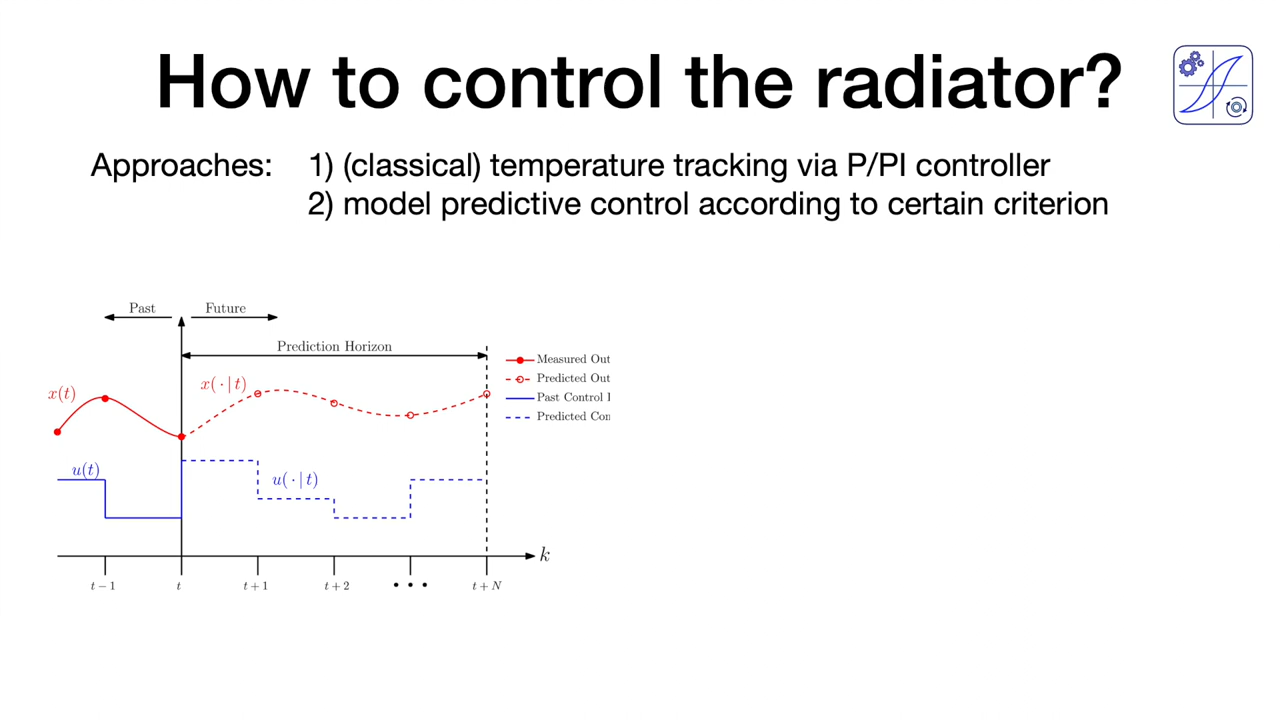 How to control the radiator?
Approaches: 1) (classical) temperature tracking via P/PI controller
2) model predictive control according to certain criterion
Past Future
Prediction Horizon
x(t) x( · | t)
u(t) u( · | t)
Measured Out
Predicted Out
Past Control I
Predicted Con
k
t − 1 t t + 1 t + 2 • • • t + N